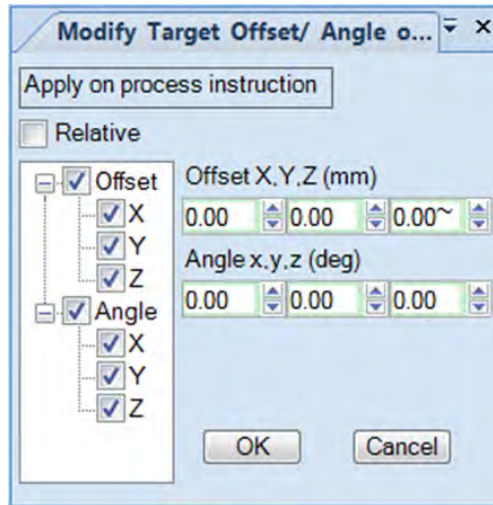 Modify Target Offset/ Angle o...
Apply on process instruction
Relative
Offset
X
Y
Z
Angle
X
Y
Z
Offset X,Y,Z (mm)
0.00 0.00 0.00~
Angle x,y,z (deg)
0.00 0.00 0.00
OK Cancel